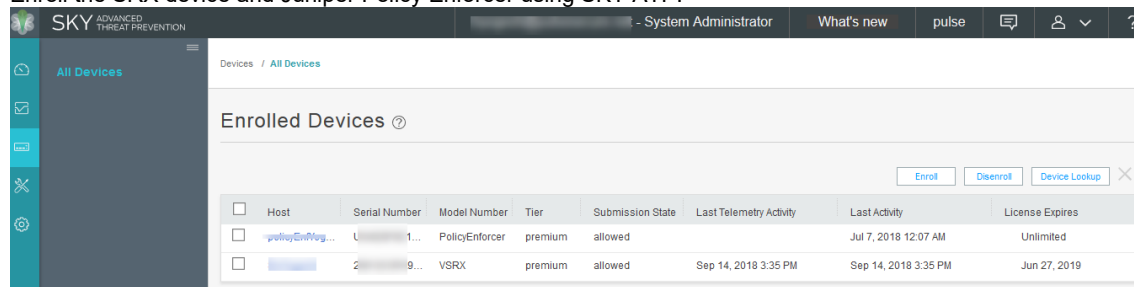 Enroll the SRX device and Juniper Policy Enforcer using SKY ATP.
SKY ADVANCED THREAT PREVENTION
- System Administrator What's new pulse
All Devices
Devices / All Devices
Enrolled Devices
Enroll Disenroll Device Lookup
Host Serial Number Model Number Tier Submission State Last Telemetry Activity Last Activity License Expires
U 1... PolicyEnforcer premium allowed Jul 7, 2018 12:07 AM Unlimited
2 9... VSRX premium allowed Sep 14, 2018 3:35 PM Sep 14, 2018 3:35 PM Jun 27, 2019